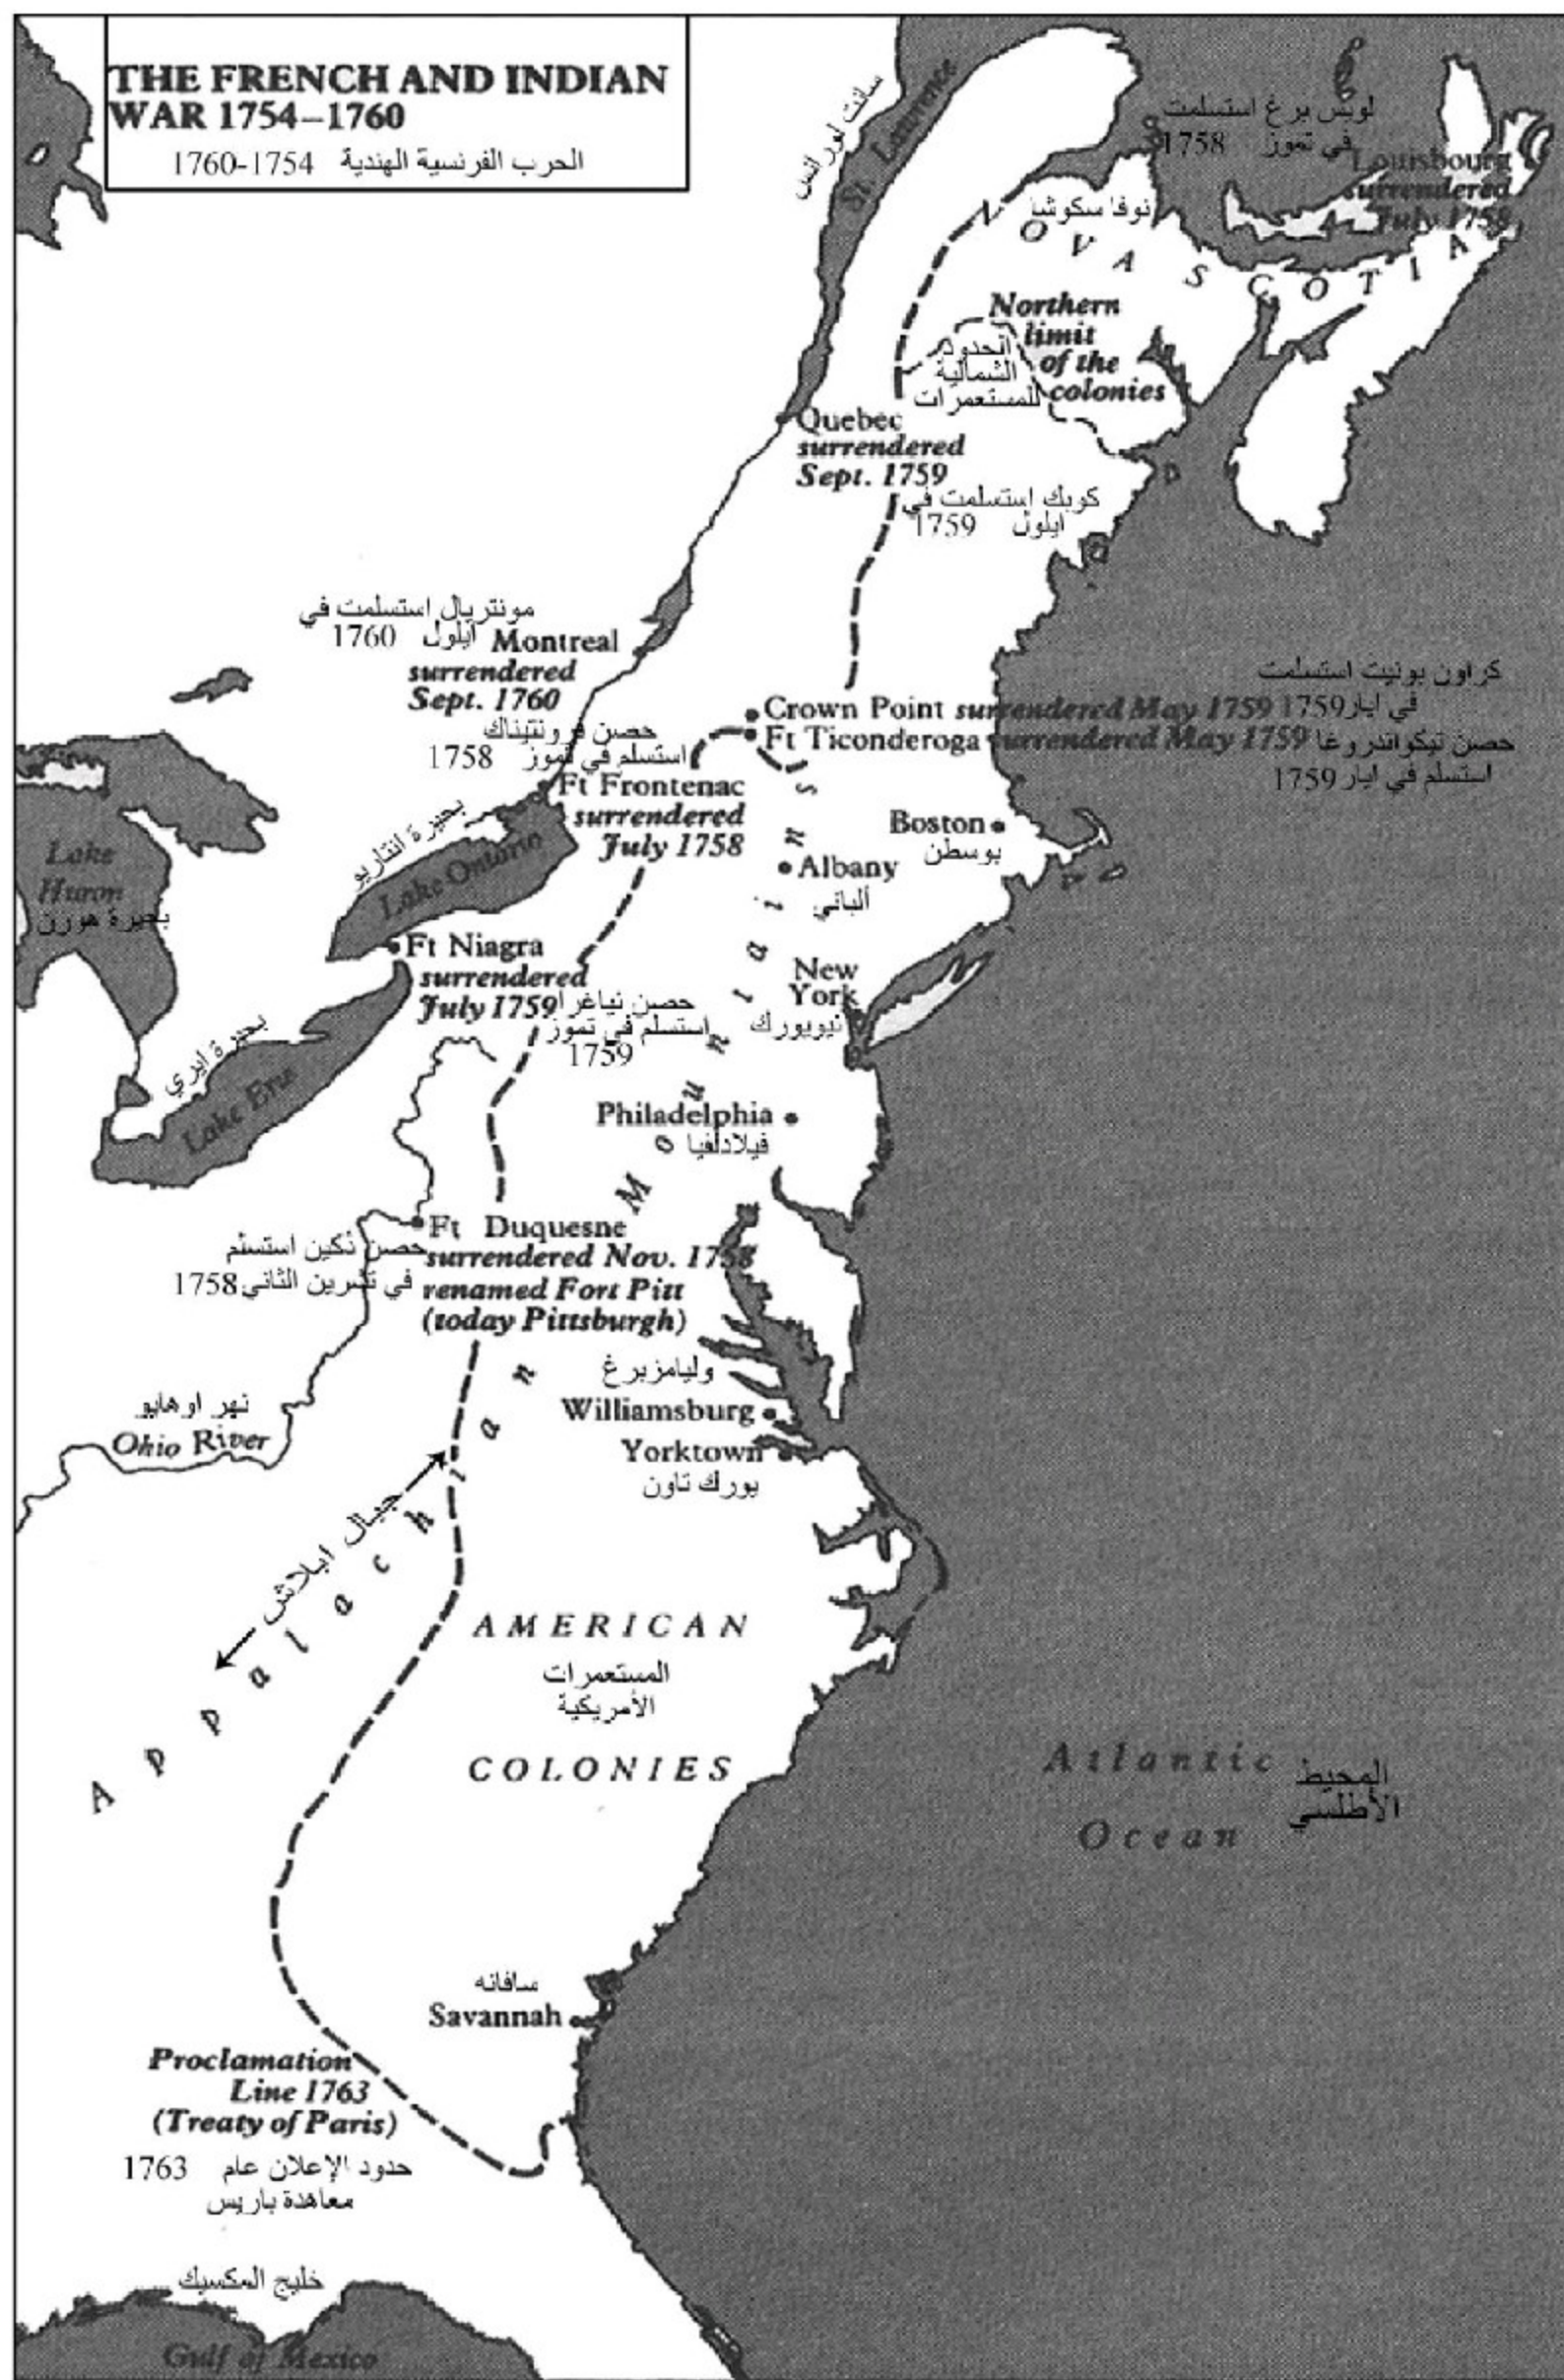 THE FRENCH AND INDIAN
WAR 1754–1760
الحرب الفرنسية الهندية 1754-1760
سانت لورانس
St. Lawrence
لويس برغ استسلمت
في تموز 1758
Louisbourg
surrendered
July 1758
نوفا سكوشا
NOVA SCOTIA
Northern
limit
of the
colonies
الحدود
الشمالية
للمستعمرات
Quebec
surrendered
Sept. 1759
كوبك استسلمت في
ايلول 1759
مونتريال استسلمت في
ايلول 1760
Montreal
surrendered
Sept. 1760
كراون بونيت استسلمت
في ايار 1759
Crown Point surrendered May 1759
Ft Ticonderoga surrendered May 1759
حصن تيكواندروغا
استسلم في ايار 1759
حصن فرونتيناك
استسلم في تموز 1758
Ft Frontenac
surrendered
July 1758
Boston
بوسطن
Albany
ألباني
Lake
Huron
بحيرة هورن
بحيرة انتاريو
Lake Ontario
Ft Niagra
surrendered
July 1759
حصن نياغرا
استسلم في تموز
1759
New
York
نيويورك
بحيرة ايري
Lake Erie
Philadelphia
فيلادلفيا
Ft Duquesne
surrendered Nov. 1758
renamed Fort Pitt
(today Pittsburgh)
حصن ذكين استسلم
في تشرين الثاني 1758
وليامزبرغ
Williamsburg
Yorktown
يورك تاون
نهر اوهايو
Ohio River
جبال ابلاش
Appalachian Mountains
AMERICAN
المستعمرات
الأمريكية
COLONIES
Atlantic
Ocean
المحيط
الأطلسي
سافانه
Savannah
Proclamation
Line 1763
(Treaty of Paris)
حدود الإعلان عام 1763
معاهدة باريس
خليج المكسيك
Gulf of Mexico